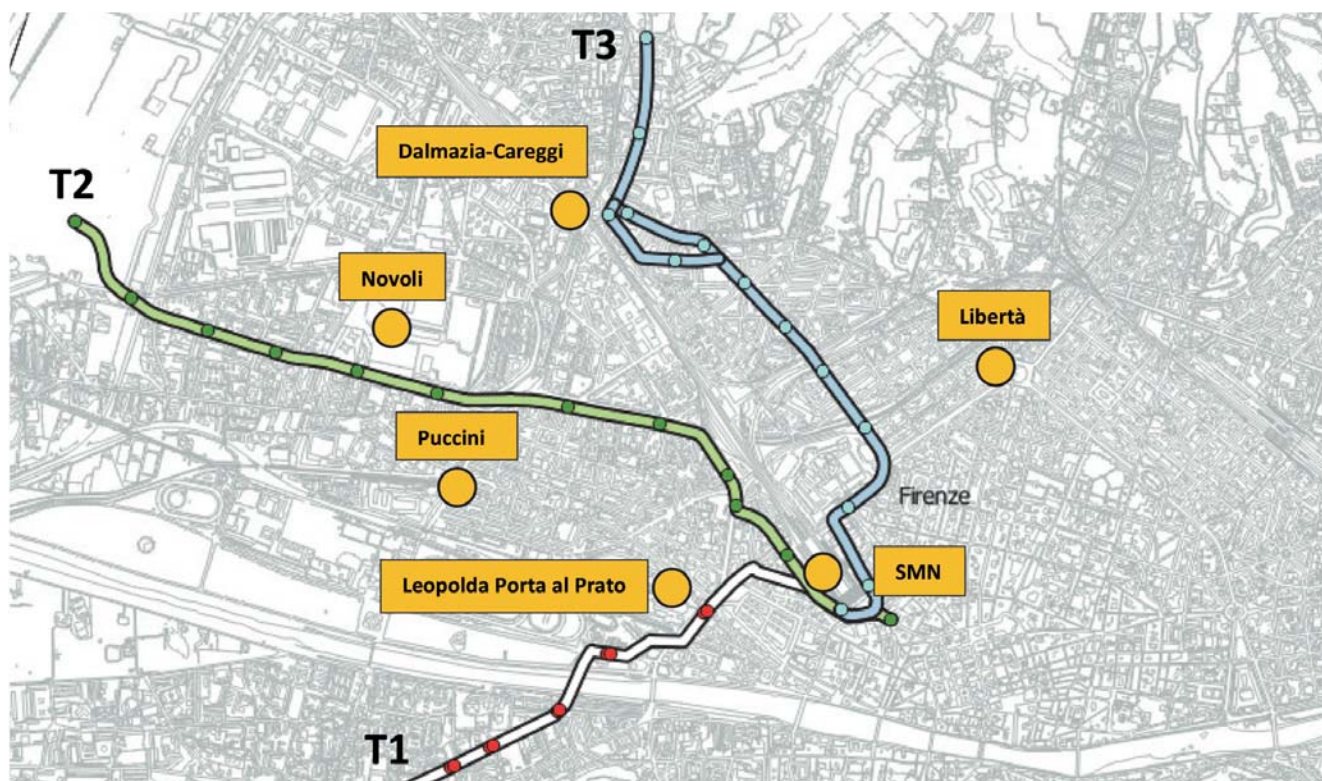 T3
Dalmazia-Careggi
T2
Novoli
Libertà
Puccini
Firenze
Leopolda Porta al Prato
SMN
T1